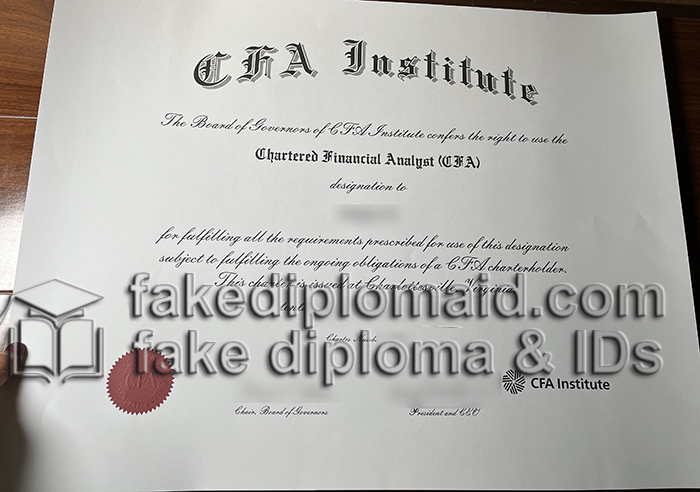 CFA Institute
The Board of Governors of CFA Institute confers the right to use the
Chartered Financial Analyst (CFA)
designation to
for fulfilling all the requirements prescribed for use of this designation
subject to fulfilling the ongoing obligations of a CFA charterholder.
This charter is issued at Charlottesville, Virginia
fakediplomaid.com
fake diploma & IDs
CFA
CFA Institute
Chair, Board of Governors
President and CEO